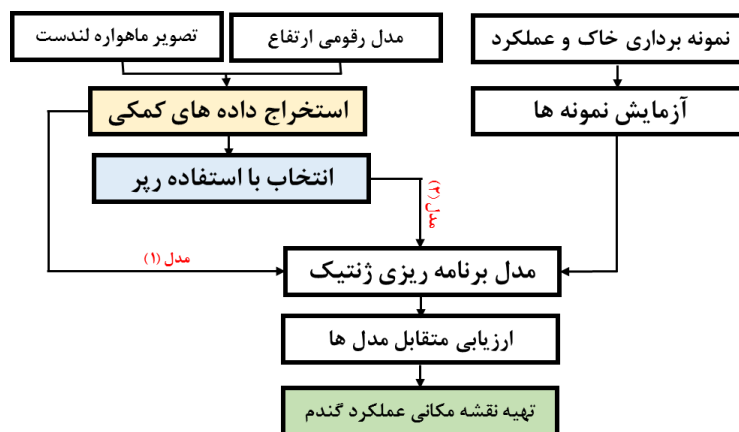 نمونه برداری خاک و عملکرد
مدل رقومی ارتفاع
تصویر ماهواره لندست
آزمایش نمونه ها
استخراج داده های کمکی
انتخاب با استفاده رپر
مدل (۲)
مدل (۱)
مدل برنامه ریزی ژنتیک
ارزیابی متقابل مدل ها
تهیه نقشه مکانی عملکرد گندم